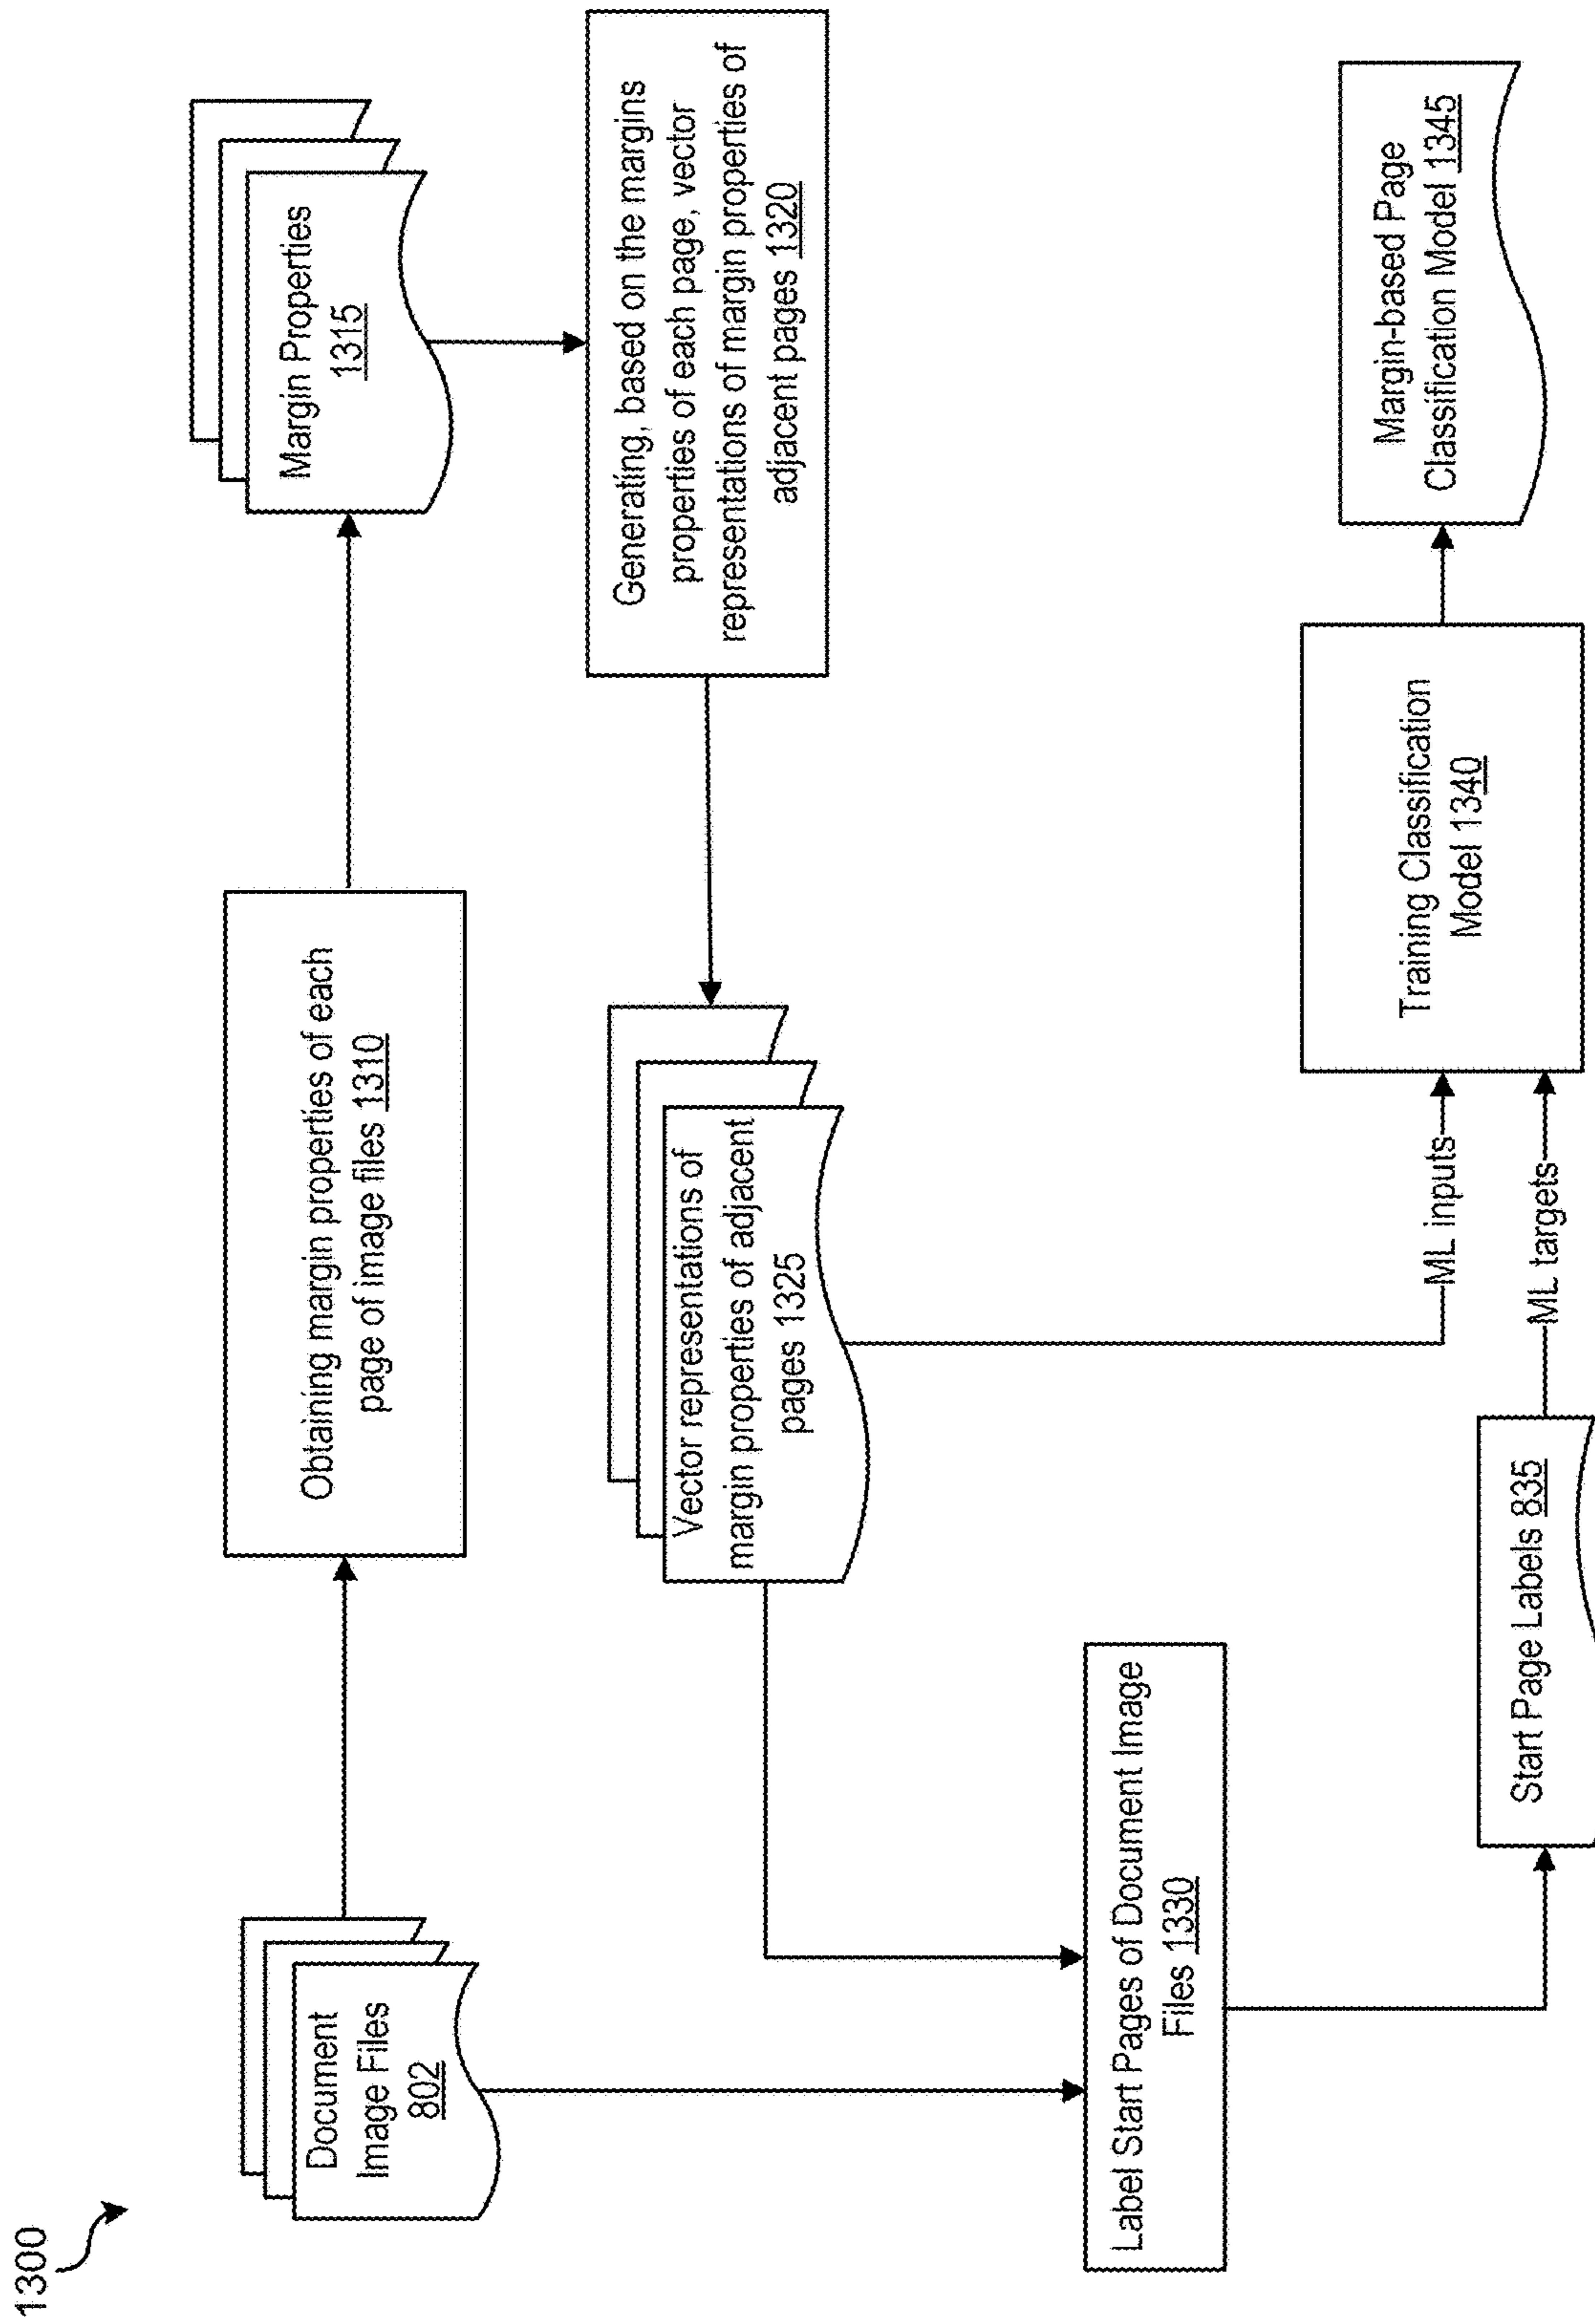 1300
Document
Image Files
802
Obtaining margin properties of each
page of image files 1310
Margin Properties
1315
Generating, based on the margins
properties of each page, vector
representations of margin properties of
adjacent pages 1320
Vector representations of
margin properties of adjacent
pages 1325
Label Start Pages of Document Image
Files 1330
Start Page Labels 835
ML inputs
ML targets
Training Classification
Model 1340
Margin-based Page
Classification Model 1345